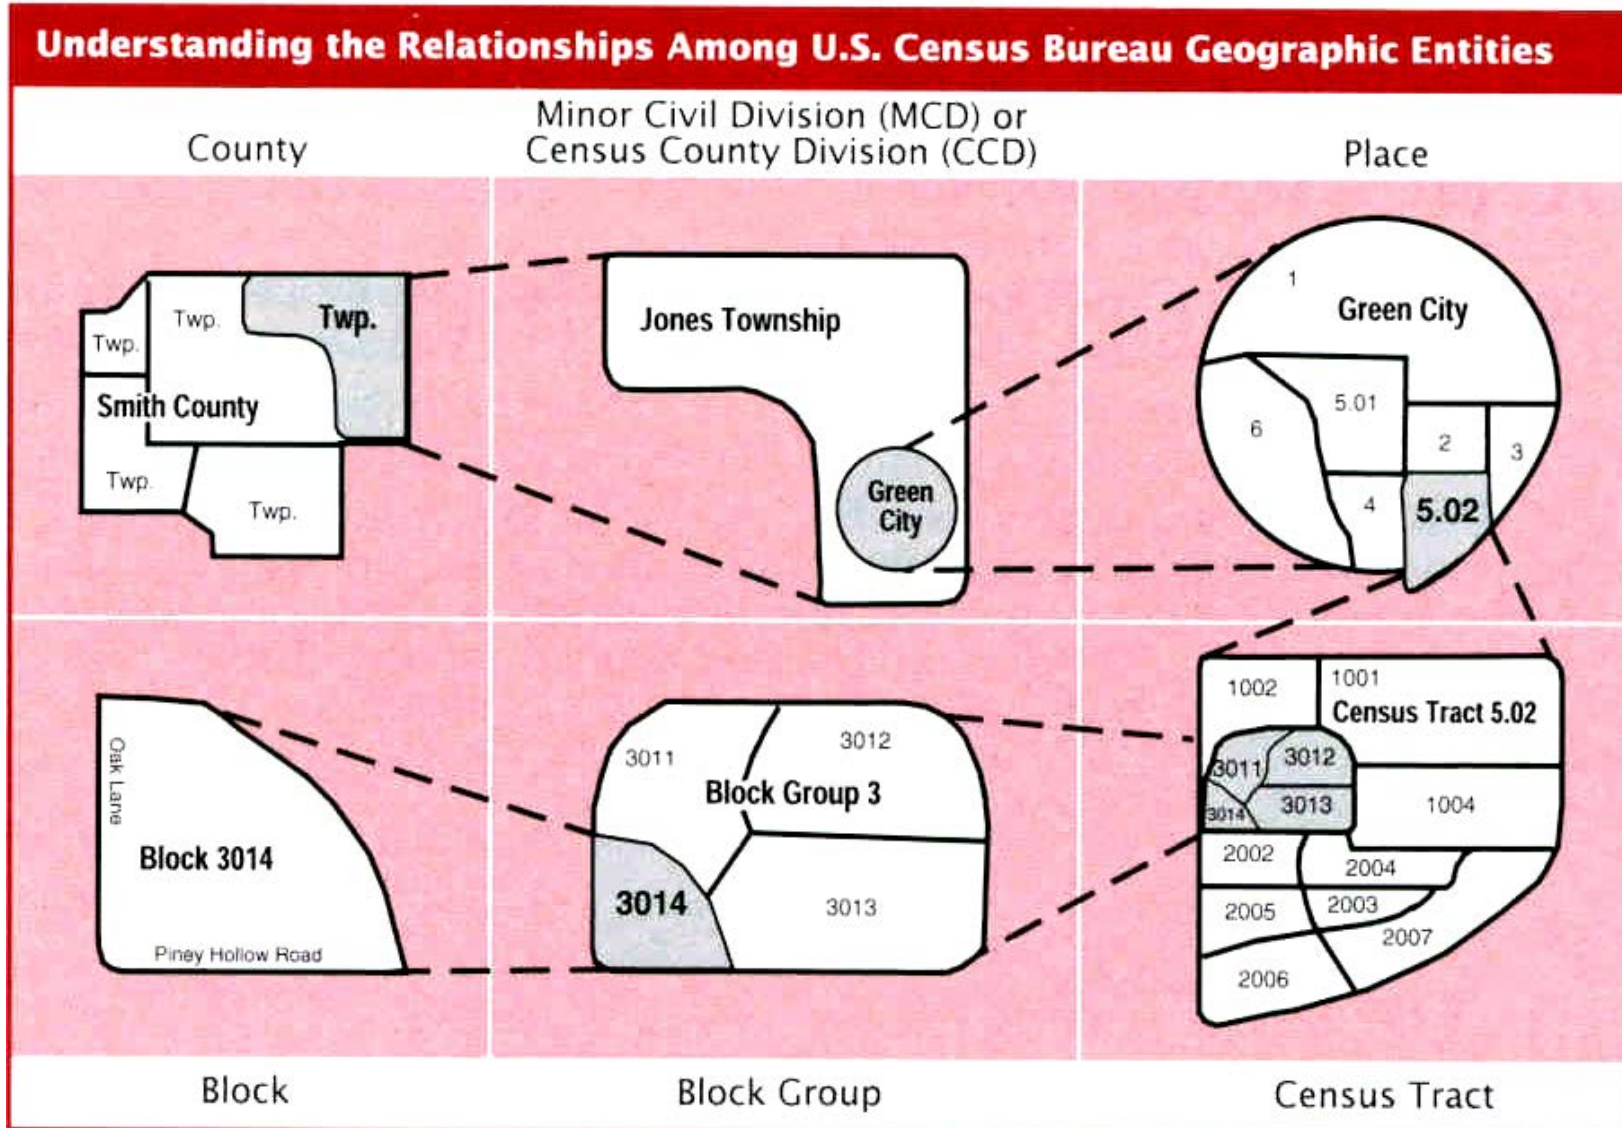 Understanding the Relationships Among U.S. Census Bureau Geographic Entities
County
Minor Civil Division (MCD) or
Census County Division (CCD)
Place
Twp.
Twp.
Twp.
Smith County
Twp.
Twp.
Jones Township
Green
City
1
Green City
5.01
6
2
3
4
5.02
Oak Lane
Block 3014
Piney Hollow Road
3011
3012
Block Group 3
3014
3013
1002
1001
Census Tract 5.02
3011
3012
3014
3013
1004
2002
2004
2005
2003
2007
2006
Block
Block Group
Census Tract